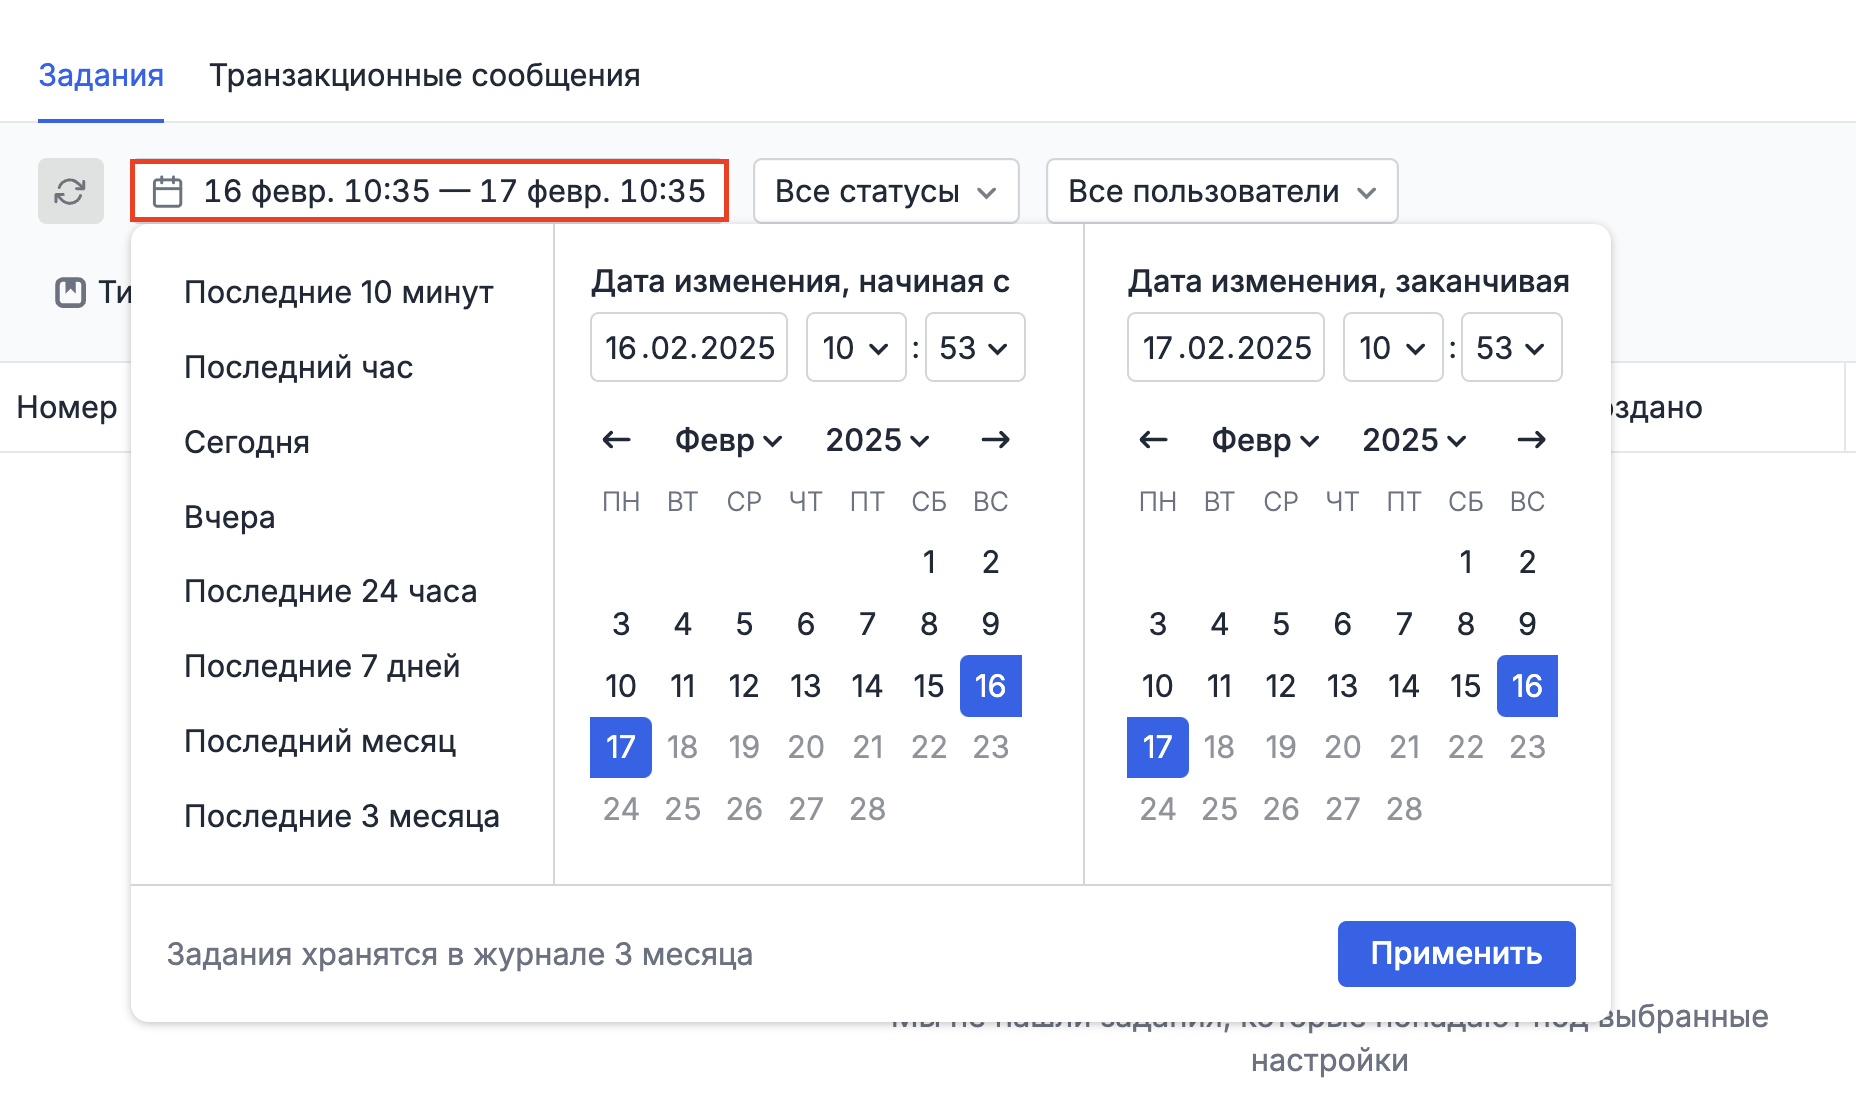 Задания Транзакционные сообщения
16 февр. 10:35 — 17 февр. 10:35 Все статусы Все пользователи
Последние 10 минут
Последний час
Сегодня
Вчера
Последние 24 часа
Последние 7 дней
Последний месяц
Последние 3 месяца
Дата изменения, начиная с
16.02.2025 10 : 53
Февр 2025
ПН ВТ СР ЧТ ПТ СБ ВС
1 2
3 4 5 6 7 8 9
10 11 12 13 14 15 16
17 18 19 20 21 22 23
24 25 26 27 28
Дата изменения, заканчивая
17.02.2025 10 : 53
Февр 2025
ПН ВТ СР ЧТ ПТ СБ ВС
1 2
3 4 5 6 7 8 9
10 11 12 13 14 15 16
17 18 19 20 21 22 23
24 25 26 27 28
Задания хранятся в журнале 3 месяца
Применить
Ти
Номер
оздано
Мы не нашли задания, которые попадают под выбранные
настройки